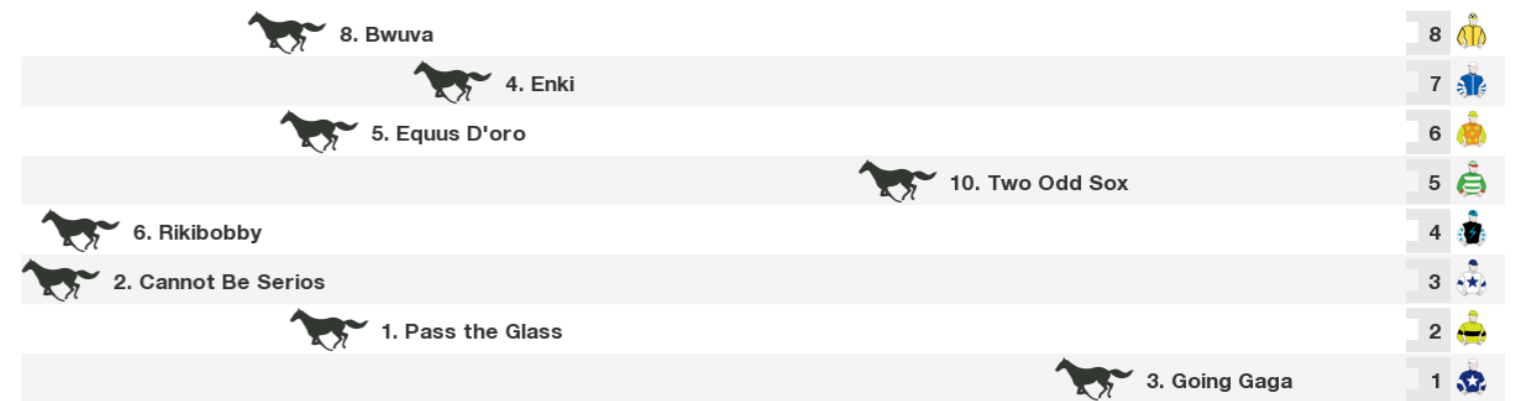 8. Bwuva 8
4. Enki 7
5. Equus D'oro 6
10. Two Odd Sox 5
6. Rikibobby 4
2. Cannot Be Serios 3
1. Pass the Glass 2
3. Going Gaga 1